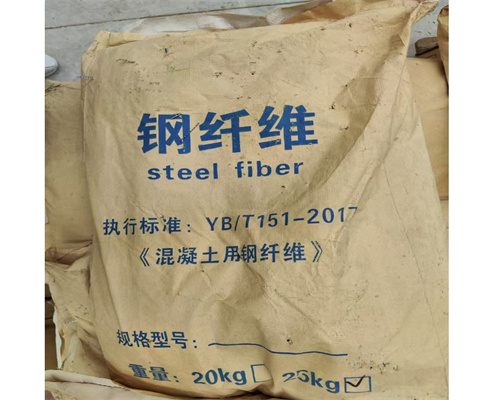 钢纤维
steel fiber
执行标准：YB/T151-2017
《混凝土用钢纤维》
规格型号：
重量：20kg□ 25kg☑